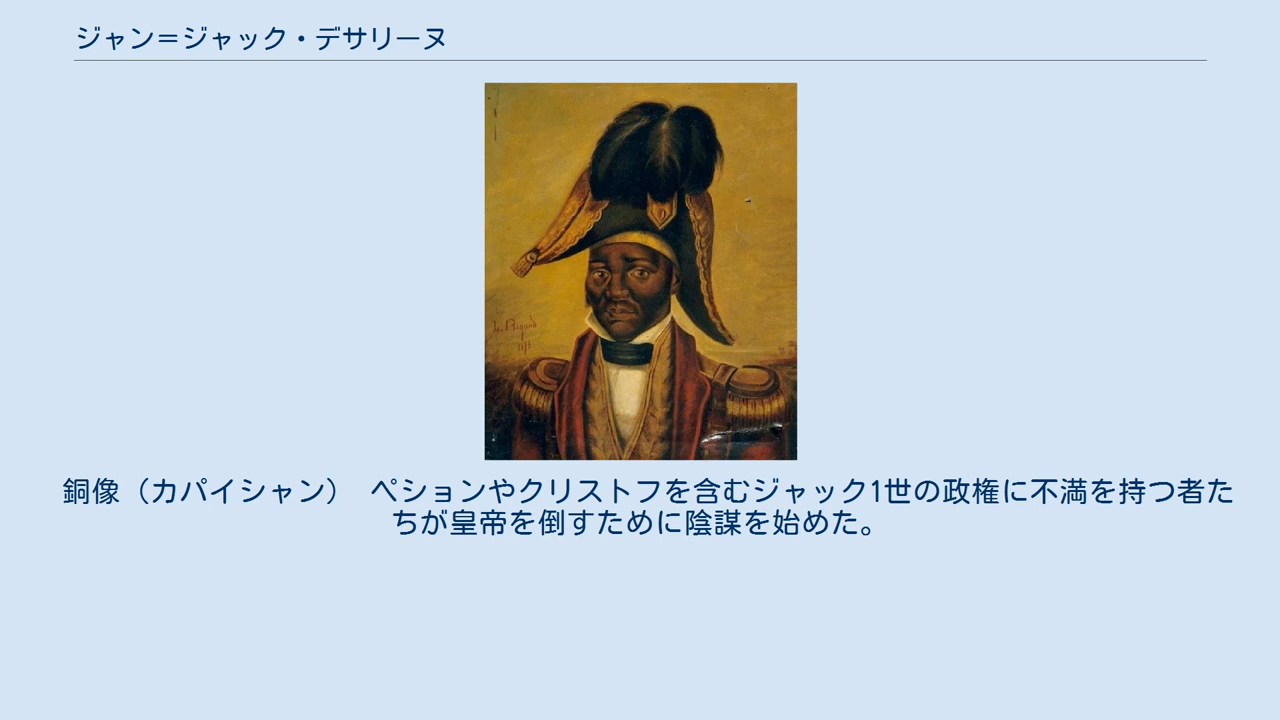 ジャン＝ジャック・デサリーヌ
銅像（カパイシャン）　ペションやクリストフを含むジャック1世の政権に不満を持つ者た
ちが皇帝を倒すために陰謀を始めた。